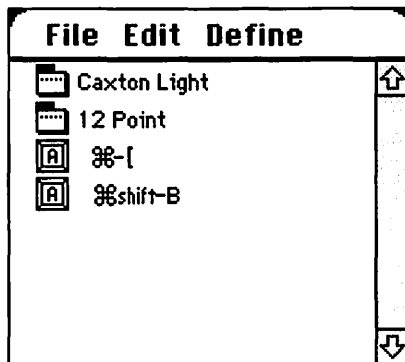 File Edit Define
Caxton Light
12 Point
A ⌘-[
A ⌘shift-B